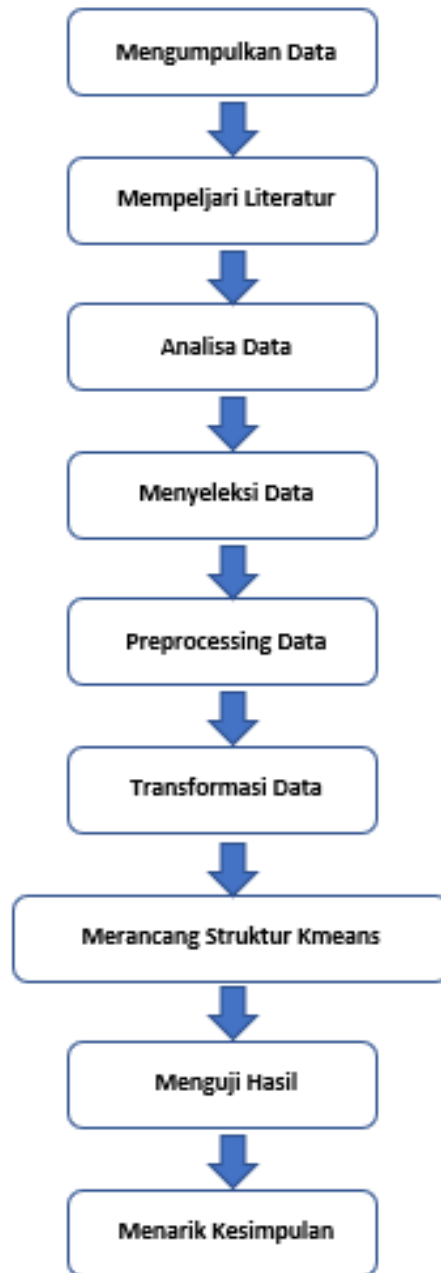 Mengumpulkan Data
Mempeljari Literatur
Analisa Data
Menyeleksi Data
Preprocessing Data
Transformasi Data
Merancang Struktur Kmeans
Menguji Hasil
Menarik Kesimpulan